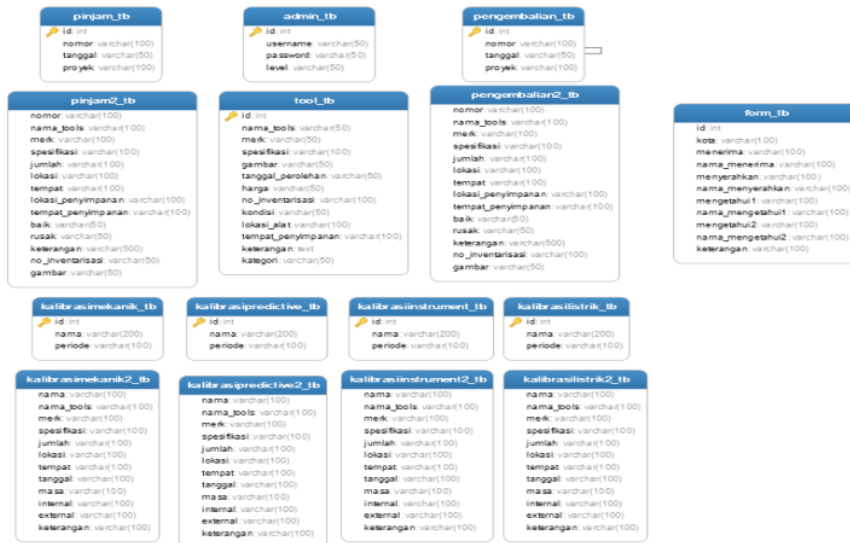 pinjam_tb
id: int
nomor: varchar(100)
tanggal: varchar(50)
proyek: varchar(100)
admin_tb
id: int
username: varchar(50)
password: varchar(50)
level: varchar(50)
pengembalian_tb
id: int
nomor: varchar(100)
tanggal: varchar(50)
proyek: varchar(100)
pinjam2_tb
nomor: varchar(100)
nama_tools: varchar(100)
merk: varchar(100)
spesifikasi: varchar(100)
jumlah: varchar(100)
lokasi: varchar(100)
tempat: varchar(100)
lokasi_penyimpanan: varchar(100)
tempat_penyimpanan: varchar(100)
baik: varchar(50)
rusak: varchar(50)
keterangan: varchar(500)
no_inventarisasi: varchar(50)
gambar: varchar(50)
tool_tb
id: int
nama_tools: varchar(50)
merk: varchar(50)
spesifikasi: varchar(100)
gambar: varchar(50)
tanggal_perolehan: varchar(50)
harga: varchar(50)
no_inventarisasi: varchar(100)
kondisi: varchar(50)
lokasi_alat: varchar(100)
tempat_penyimpanan: varchar(100)
keterangan: text
kategori: varchar(50)
pengembalian2_tb
nomor: varchar(100)
nama_tools: varchar(100)
merk: varchar(100)
spesifikasi: varchar(100)
jumlah: varchar(100)
lokasi: varchar(100)
tempat: varchar(100)
lokasi_penyimpanan: varchar(100)
tempat_penyimpanan: varchar(100)
baik: varchar(50)
rusak: varchar(50)
keterangan: varchar(500)
no_inventarisasi: varchar(100)
gambar: varchar(50)
form_tb
id: int
kota: varchar(100)
menerima: varchar(100)
nama_menerima: varchar(100)
menyerahkan: varchar(100)
nama_menyerahkan: varchar(100)
mengetahui1: varchar(100)
nama_mengetahui1: varchar(100)
mengetahui2: varchar(100)
nama_mengetahui2: varchar(100)
keterangan: varchar(100)
kalibrasimekanik_tb
id: int
nama: varchar(200)
periode: varchar(100)
kalibrasipredictive_tb
id: int
nama: varchar(200)
periode: varchar(100)
kalibrasiinstrument_tb
id: int
nama: varchar(200)
periode: varchar(100)
kalibrasilistrik_tb
id: int
nama: varchar(200)
periode: varchar(100)
kalibrasimekanik2_tb
nama: varchar(100)
nama_tools: varchar(100)
merk: varchar(100)
spesifikasi: varchar(100)
jumlah: varchar(100)
lokasi: varchar(100)
tempat: varchar(100)
tanggal: varchar(100)
masa: varchar(100)
internal: varchar(100)
external: varchar(100)
keterangan: varchar(100)
kalibrasipredictive2_tb
nama: varchar(100)
nama_tools: varchar(100)
merk: varchar(100)
spesifikasi: varchar(100)
jumlah: varchar(100)
lokasi: varchar(100)
tempat: varchar(100)
tanggal: varchar(100)
masa: varchar(100)
internal: varchar(100)
external: varchar(100)
keterangan: varchar(100)
kalibrasiinstrument2_tb
nama: varchar(100)
nama_tools: varchar(100)
merk: varchar(100)
spesifikasi: varchar(100)
jumlah: varchar(100)
lokasi: varchar(100)
tempat: varchar(100)
tanggal: varchar(100)
masa: varchar(100)
internal: varchar(100)
external: varchar(100)
keterangan: varchar(100)
kalibrasilistrik2_tb
nama: varchar(100)
nama_tools: varchar(100)
merk: varchar(100)
spesifikasi: varchar(100)
jumlah: varchar(100)
lokasi: varchar(100)
tempat: varchar(100)
tanggal: varchar(100)
masa: varchar(100)
internal: varchar(100)
external: varchar(100)
keterangan: varchar(100)